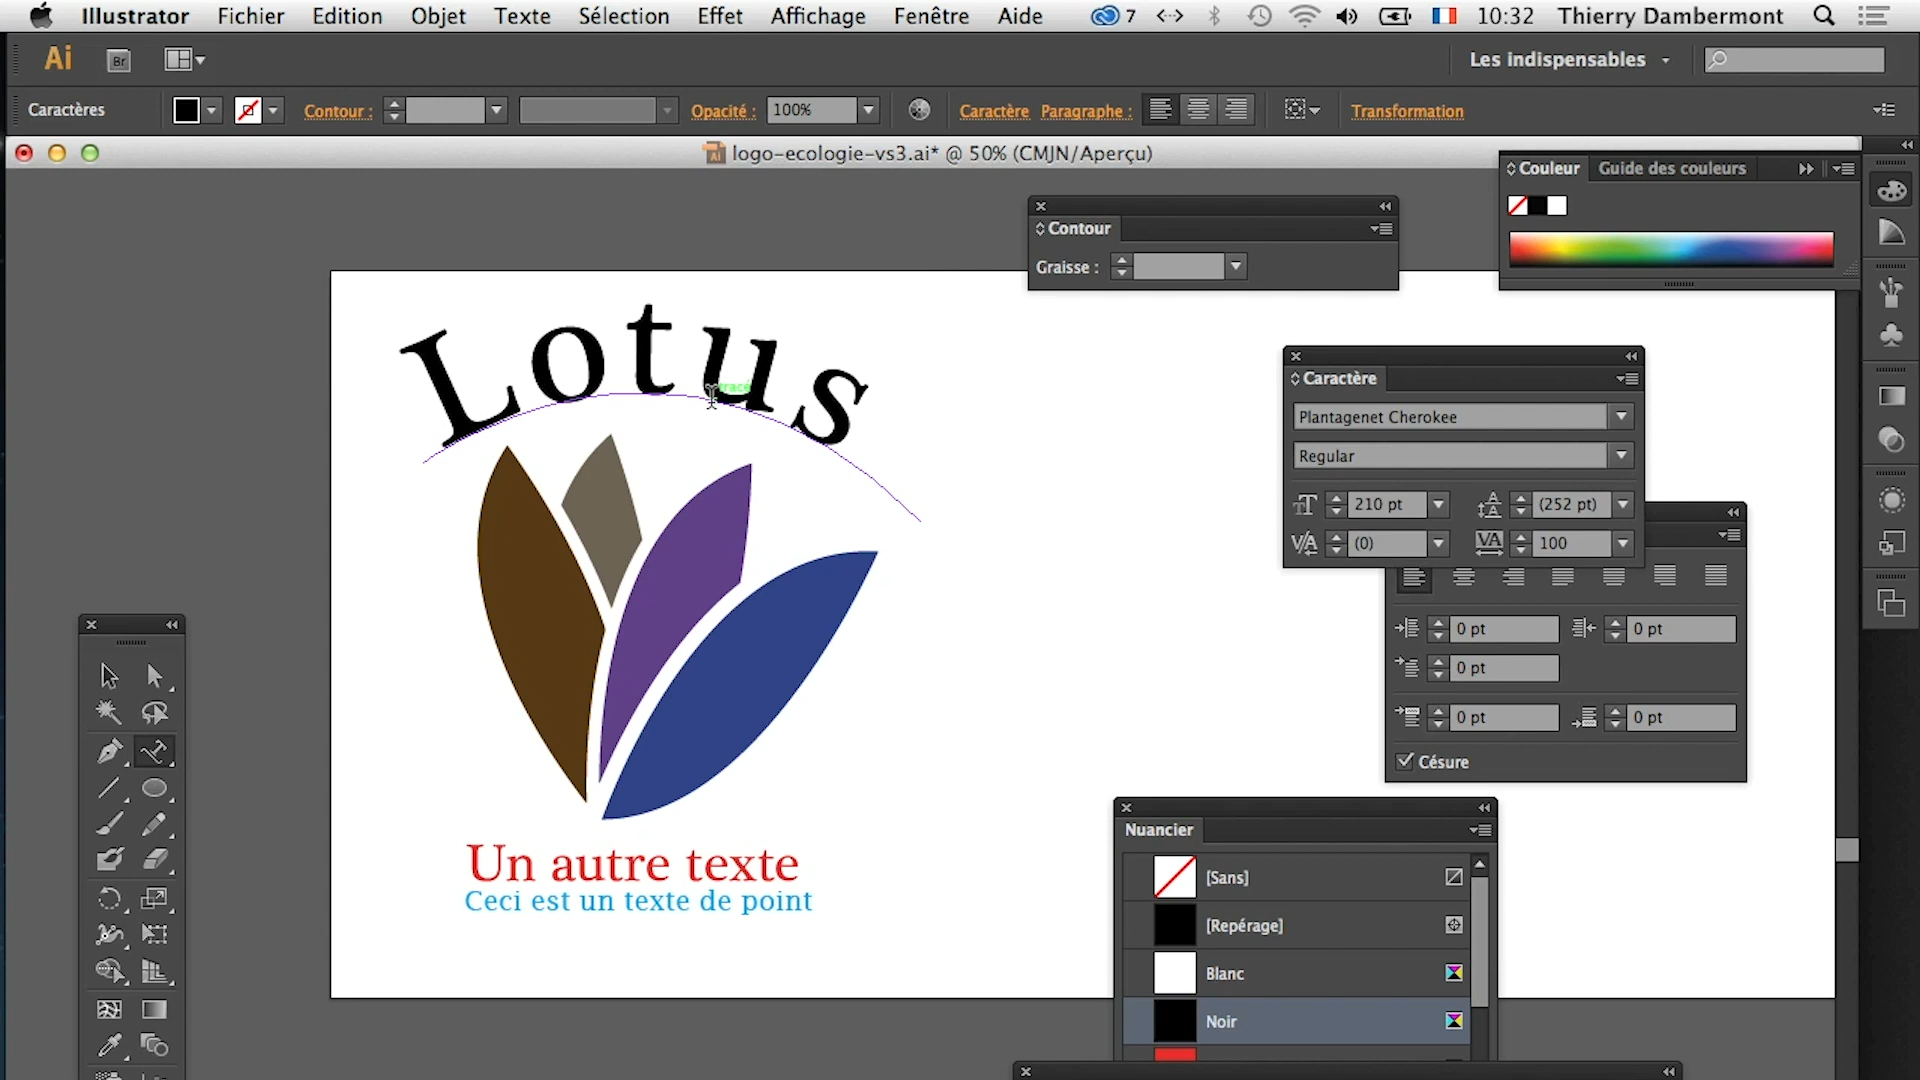 Illustrator Fichier Edition Objet Texte Sélection Effet Affichage Fenêtre Aide 7 10:32 Thierry Dambermont
Ai Br Les indispensables
Caractères Contour : Opacité : 100% Caractère Paragraphe : Transformation
logo-ecologie-vs3.ai* @ 50% (CMJN/Aperçu)
Couleur Guide des couleurs
Contour
Graisse :
Lotus
tracé
Caractère
Plantagenet Cherokee
Regular
210 pt (252 pt)
(0) 100
0 pt 0 pt
0 pt
0 pt 0 pt
Césure
Un autre texte
Ceci est un texte de point
Nuancier
[Sans]
[Repérage]
Blanc
Noir